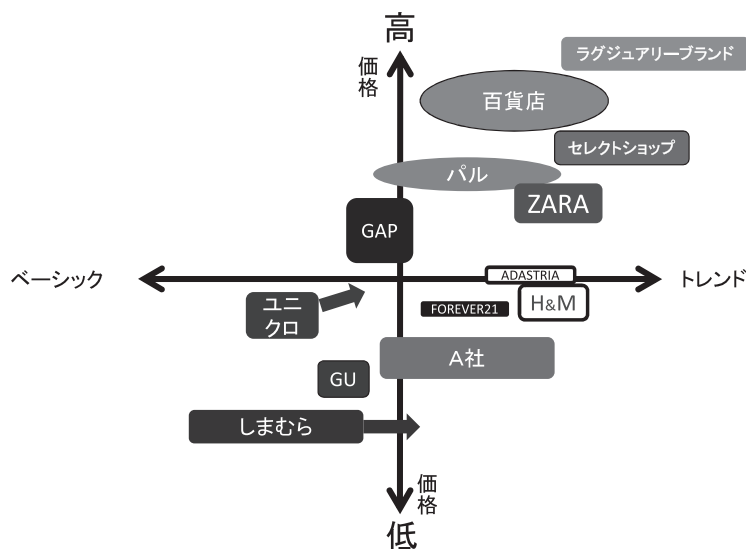 高
価格
ラグジュアリーブランド
百貨店
セレクトショップ
パル
ZARA
GAP
ベーシック
トレンド
ADASTRIA
H&M
FOREVER21
ユニ
クロ
A社
GU
しまむら
価格
低